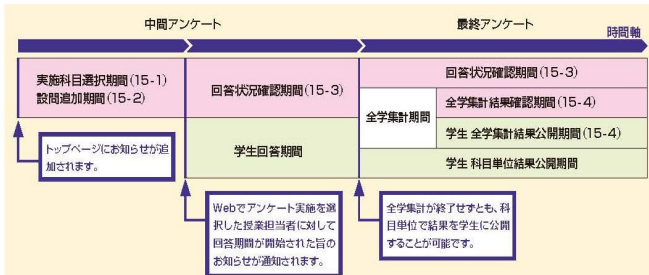 中間アンケート
最終アンケート
時間軸
実施科目選択期間(15-1)
設問追加期間(15-2)
回答状況確認期間(15-3)
回答状況確認期間(15-3)
全学集計期間
全学集計結果確認期間(15-4)
学生回答期間
学生 全学集計結果公開期間(15-4)
学生 科目単位結果公開期間
トップページにお知らせが追
加されます。
Webでアンケート実施を選
択した授業担当者に対して
回答期間が開始された旨の
お知らせが通知されます。
全学集計が終了せずとも、科
目単位で結果を学生に公開
することが可能です。